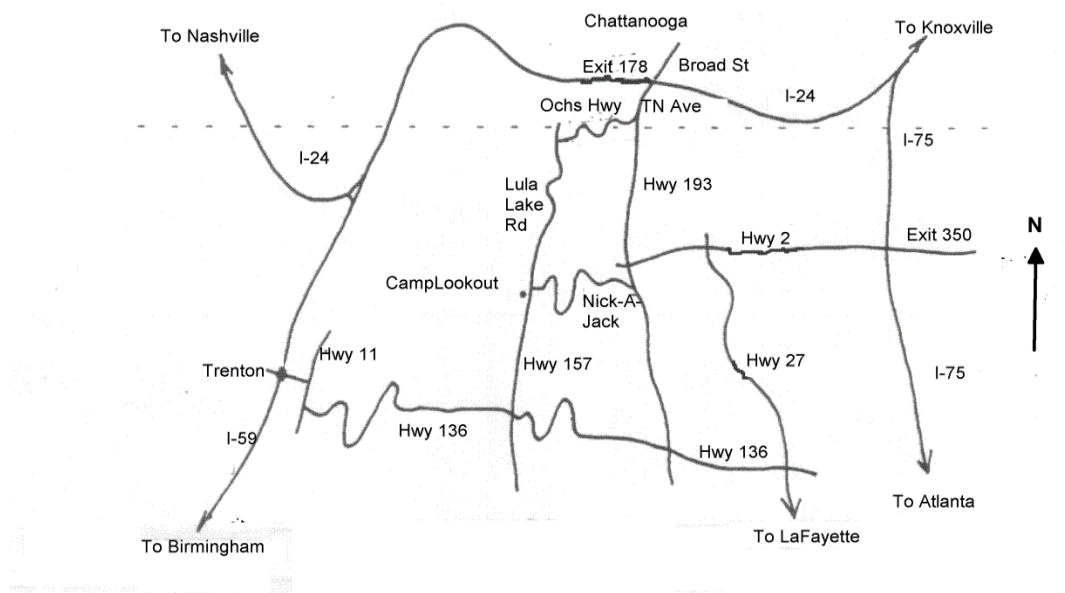 Chattanooga
To Nashville
To Knoxville
Exit 178
Broad St
I-24
Ochs Hwy
TN Ave
I-75
I-24
Lula
Lake
Rd
Hwy 193
Hwy 2
Exit 350
N
CampLookout
Nick-A-
Jack
Hwy 11
Hwy 157
Hwy 27
Trenton
I-75
I-59
Hwy 136
Hwy 136
To Atlanta
To Birmingham
To LaFayette